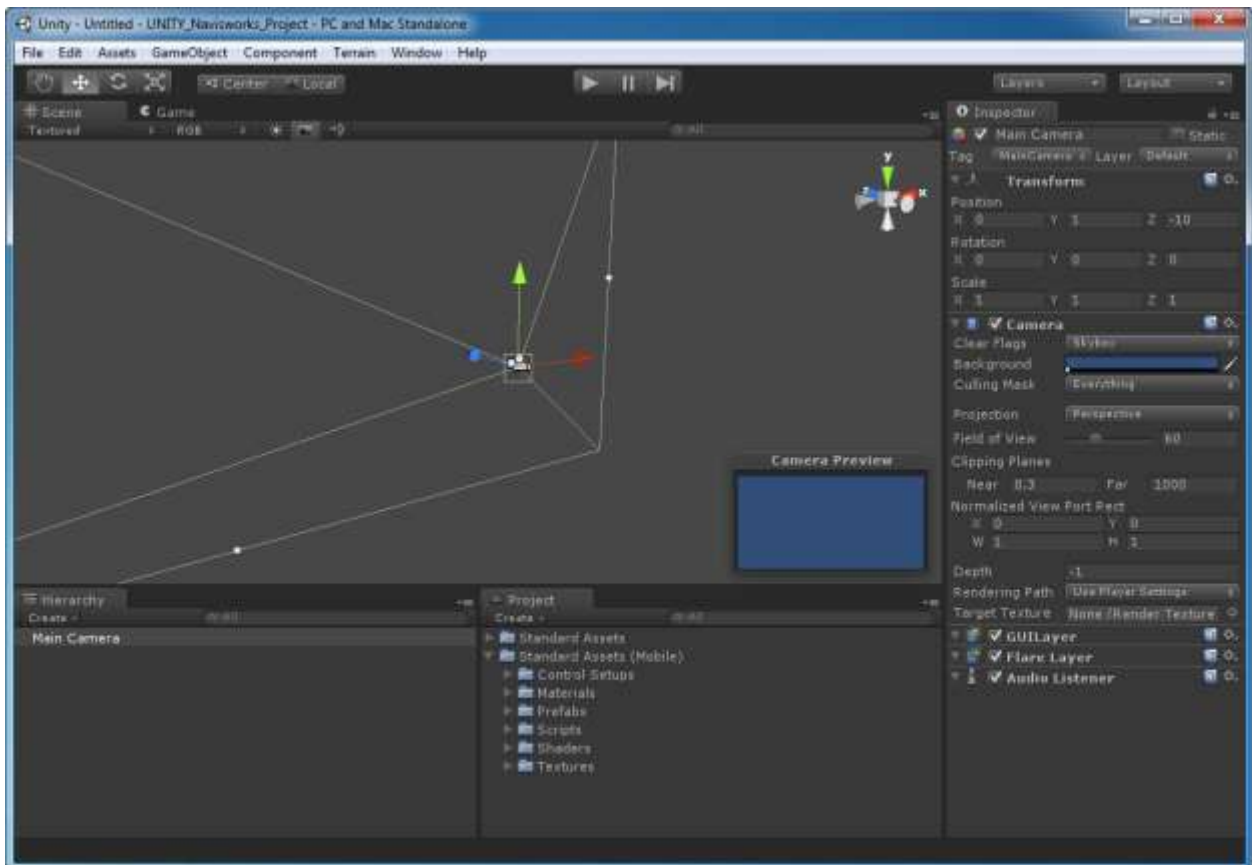 Unity - Untitled - UNITY_Navisworks_Project - PC and Mac Standalone
File Edit Assets GameObject Component Terrain Window Help
Center Local
Layers Layout
Scene Game
Textured RGB All
Inspector
Main Camera Static
Tag MainCamera Layer Default
Transform
Position
X 0 Y 1 Z -10
Rotation
X 0 Y 0 Z 0
Scale
X 1 Y 1 Z 1
Camera
Clear Flags Skybox
Background
Culling Mask Everything
Projection Perspective
Field of View 60
Clipping Planes
Near 0.3 Far 1000
Normalized View Port Rect
X 0 Y 0
W 1 H 1
Depth -1
Rendering Path Use Player Settings
Target Texture None (Render Texture
GUILayer
Flare Layer
Audio Listener
y
z x
Camera Preview
Hierarchy
Create All
Main Camera
Project
Create All
Standard Assets
Standard Assets (Mobile)
Control Setups
Materials
Prefabs
Scripts
Shaders
Textures